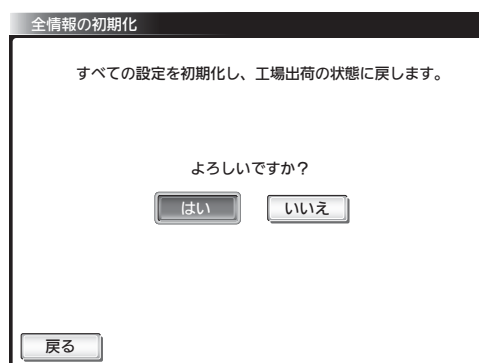 全情報の初期化
すべての設定を初期化し、工場出荷の状態に戻します。
よろしいですか？
はい
いいえ
戻る